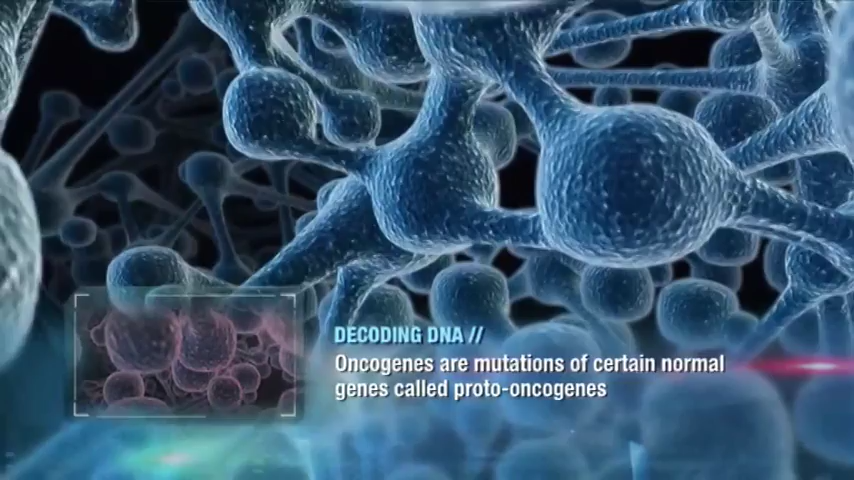 DECODING DNA //
Oncogenes are mutations of certain normal
genes called proto-oncogenes